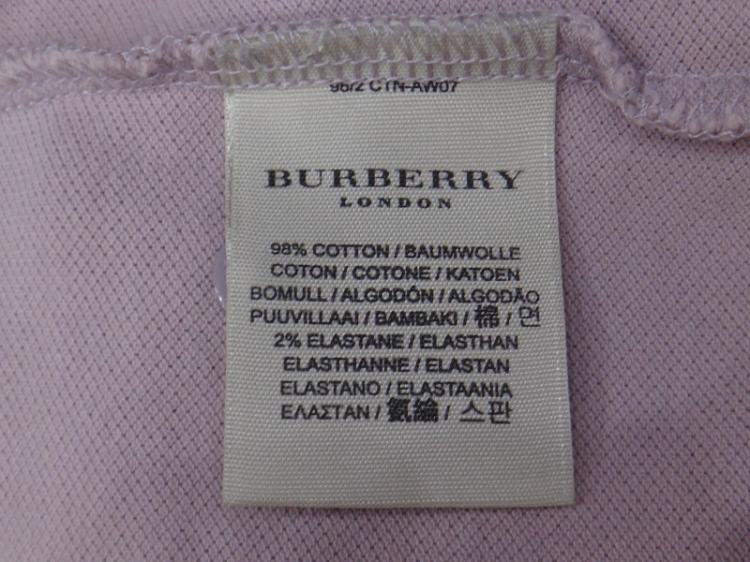 98/2 CTN-AW07
BURBERRY
LONDON
98% COTTON / BAUMWOLLE
COTON / COTONE / KATOEN
BOMULL / ALGODÓN / ALGODÃO
PUUVILLAAI / BAMBAKI / 棉 / 면
2% ELASTANE / ELASTHAN
ELASTHANNE / ELASTAN
ELASTANO / ELASTAANIA
ΕΛΑΣΤΑΝ / 氨綸 / 스판